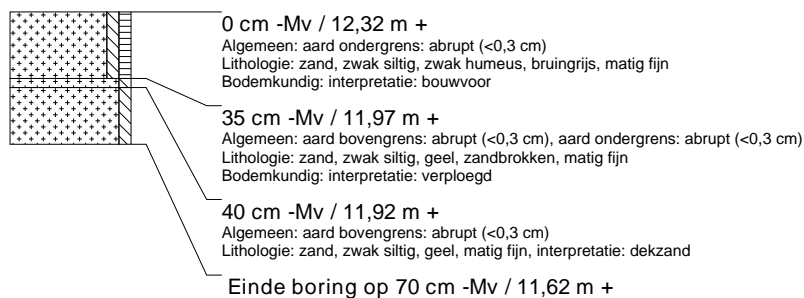 0 cm -Mv / 12,32 m +
Algemeen: aard ondergrens: abrupt (<0,3 cm)
Lithologie: zand, zwak siltig, zwak humeus, bruingrijs, matig fijn
Bodemkundig: interpretatie: bouwvoor
35 cm -Mv / 11,97 m +
Algemeen: aard bovengrens: abrupt (<0,3 cm), aard ondergrens: abrupt (<0,3 cm)
Lithologie: zand, zwak siltig, geel, zandbrokken, matig fijn
Bodemkundig: interpretatie: verploegd
40 cm -Mv / 11,92 m +
Algemeen: aard bovengrens: abrupt (<0,3 cm)
Lithologie: zand, zwak siltig, geel, matig fijn, interpretatie: dekzand
Einde boring op 70 cm -Mv / 11,62 m +